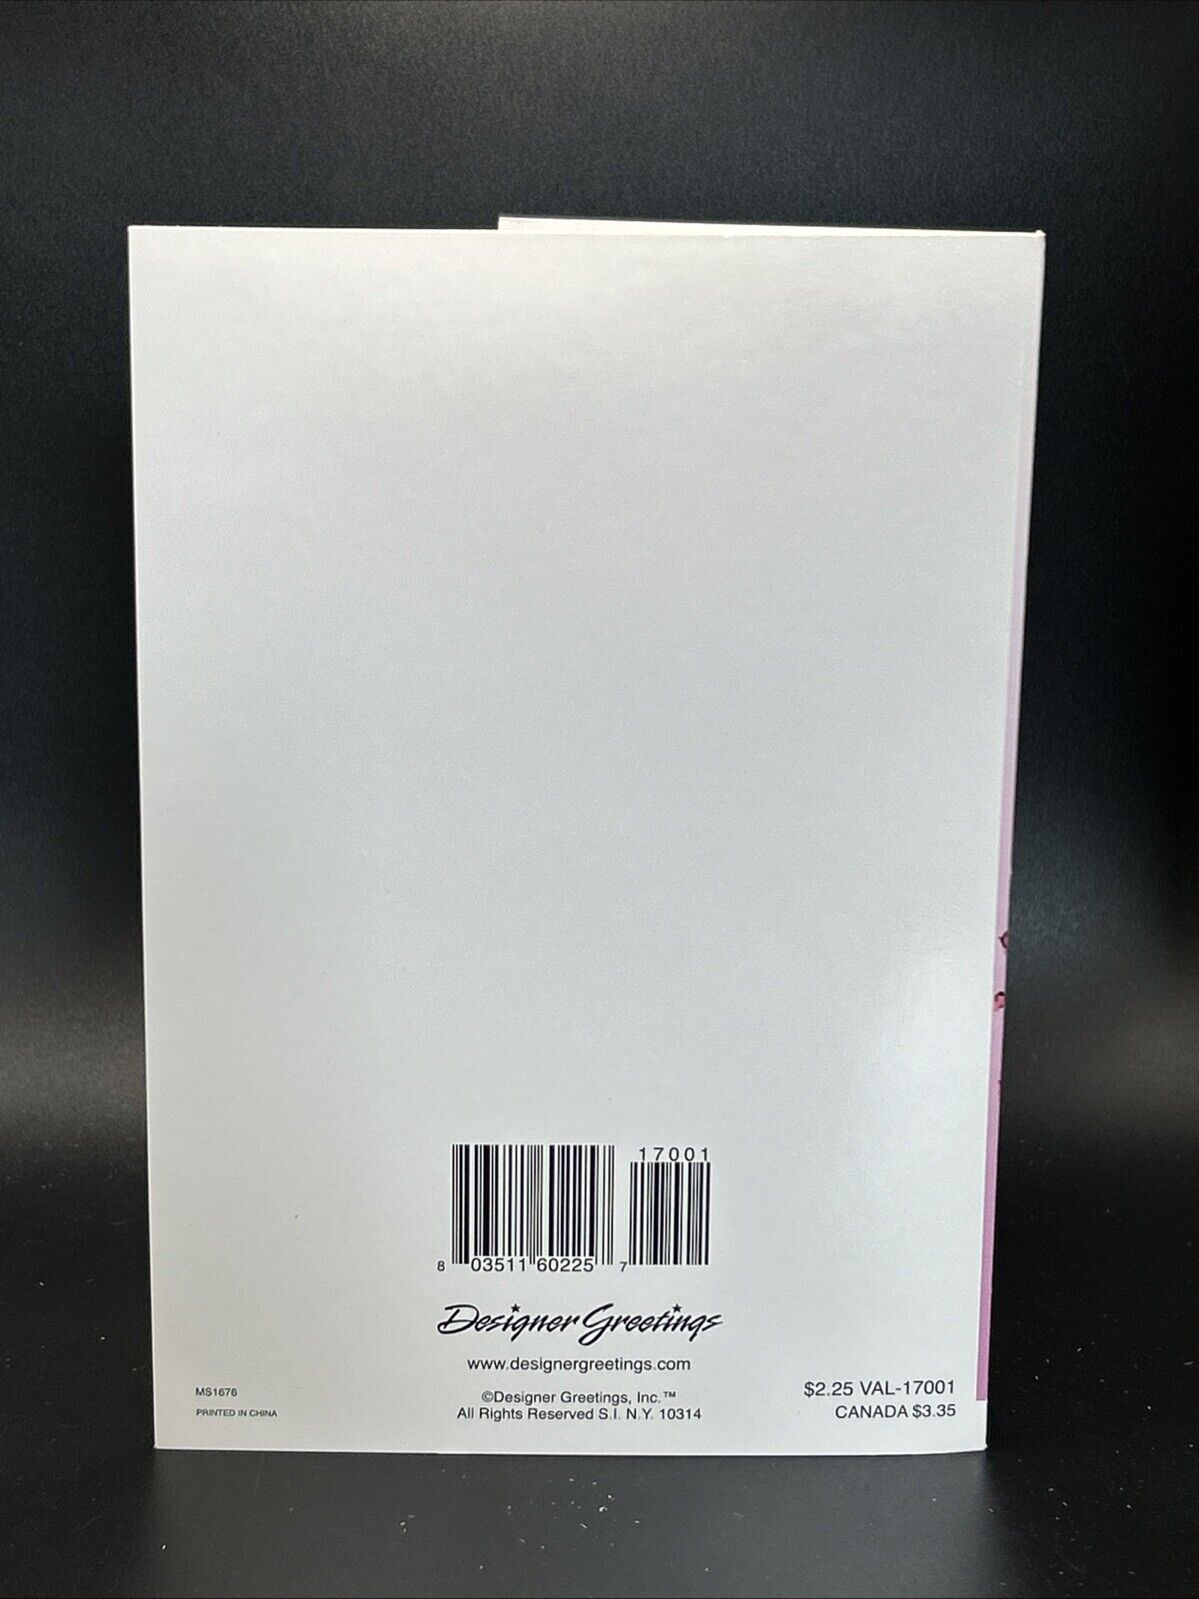 17001
8 03511 60225 7
Designer Greetings
www.designergreetings.com
MS1676
PRINTED IN CHINA
©Designer Greetings, Inc.™
All Rights Reserved S.I. N.Y. 10314
$2.25 VAL-17001
CANADA $3.35